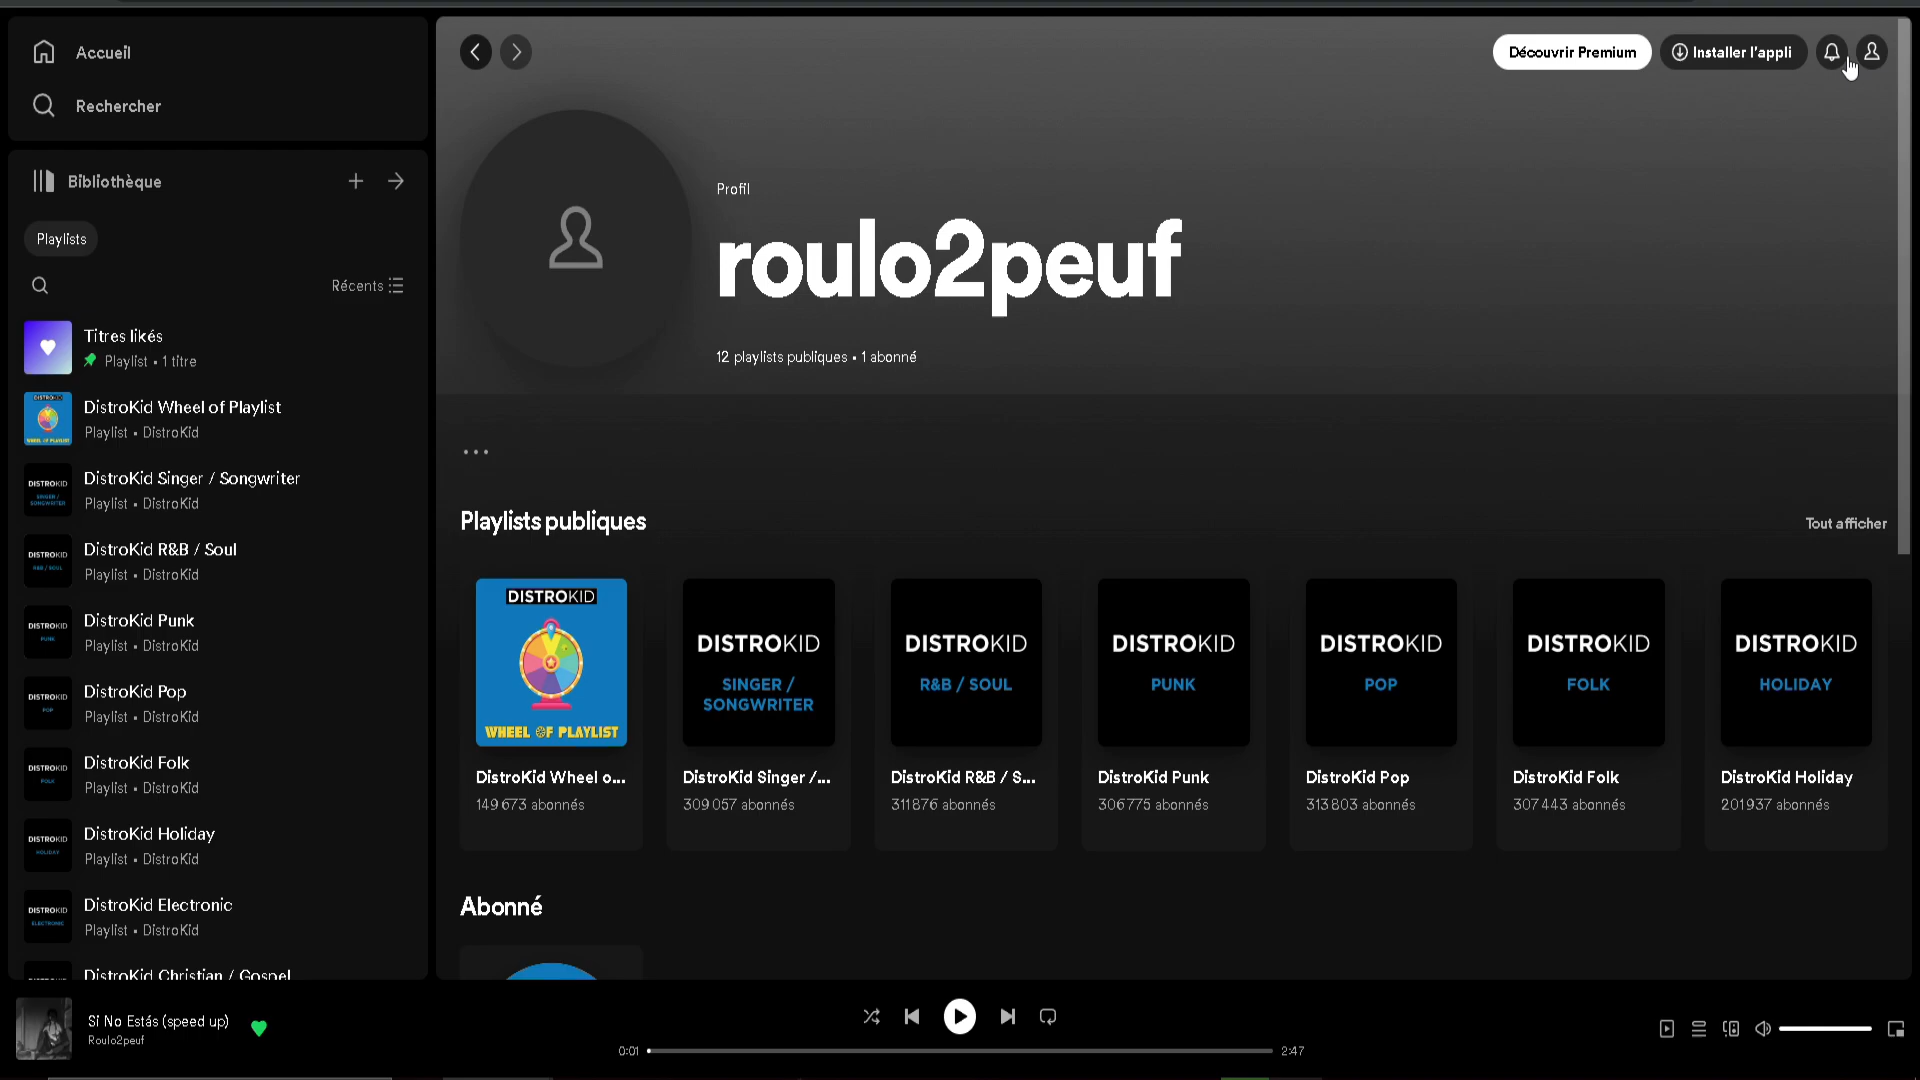 Accueil
Rechercher
Bibliothèque
Playlists
Récents
Titres likés
Playlist • 1 titre
DistroKid Wheel of Playlist
Playlist • DistroKid
DistroKid Singer / Songwriter
Playlist • DistroKid
DistroKid R&B / Soul
Playlist • DistroKid
DistroKid Punk
Playlist • DistroKid
DistroKid Pop
Playlist • DistroKid
DistroKid Folk
Playlist • DistroKid
DistroKid Holiday
Playlist • DistroKid
DistroKid Electronic
Playlist • DistroKid
DistroKid Christian / Gospel
Découvrir Premium
Installer l'appli
Profil
roulo2peuf
12 playlists publiques • 1 abonné
Playlists publiques
Tout afficher
DISTROKID
WHEEL OF PLAYLIST
DistroKid Wheel o...
149 673 abonnés
DISTROKID
SINGER /
SONGWRITER
DistroKid Singer /...
309 057 abonnés
DISTROKID
R&B / SOUL
DistroKid R&B / S...
311 876 abonnés
DISTROKID
PUNK
DistroKid Punk
306 775 abonnés
DISTROKID
POP
DistroKid Pop
313 803 abonnés
DISTROKID
FOLK
DistroKid Folk
307 443 abonnés
DISTROKID
HOLIDAY
DistroKid Holiday
201 937 abonnés
Abonné
Si No Estás (speed up)
Roulo2peuf
0:01
2:47